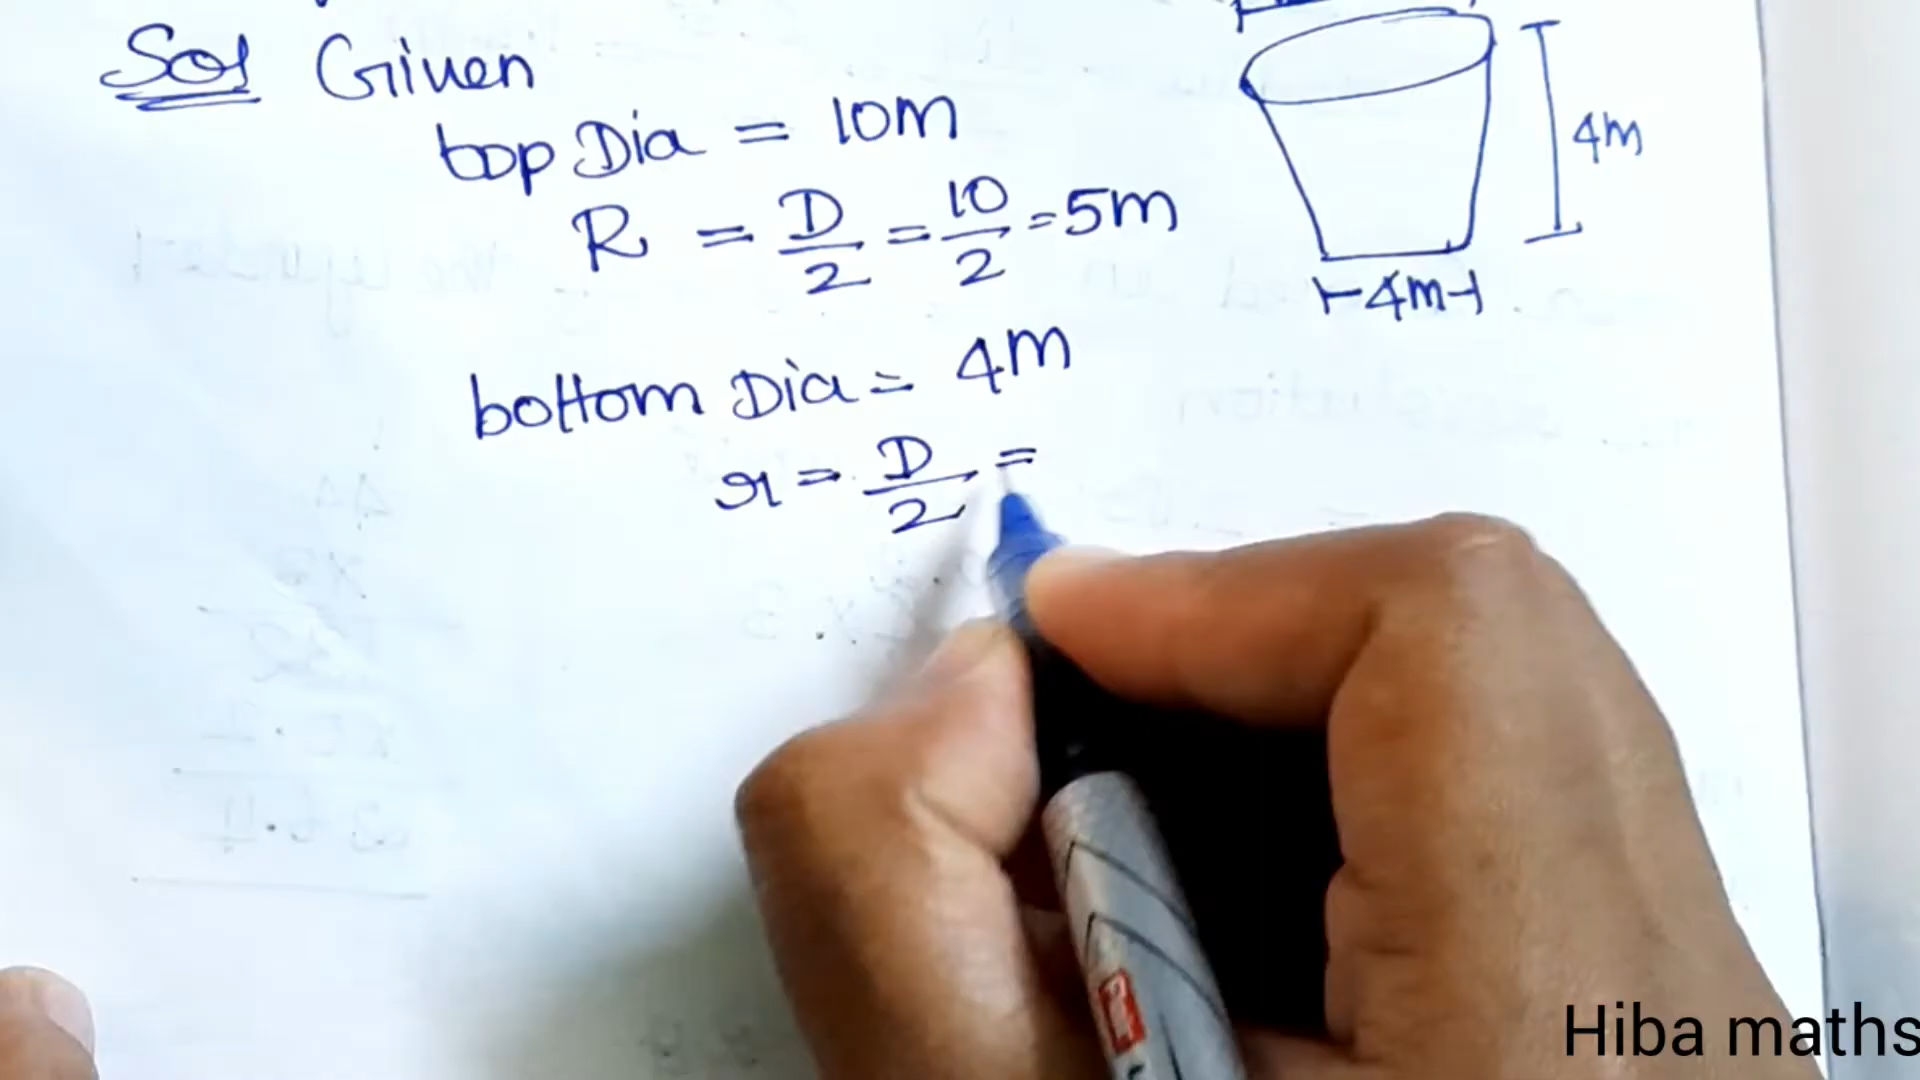 Sol Given
top Dia = 10m
R = D/2 = 10/2 = 5m
4m
4m
bottom Dia = 4m
r = D/2 =
Hiba maths